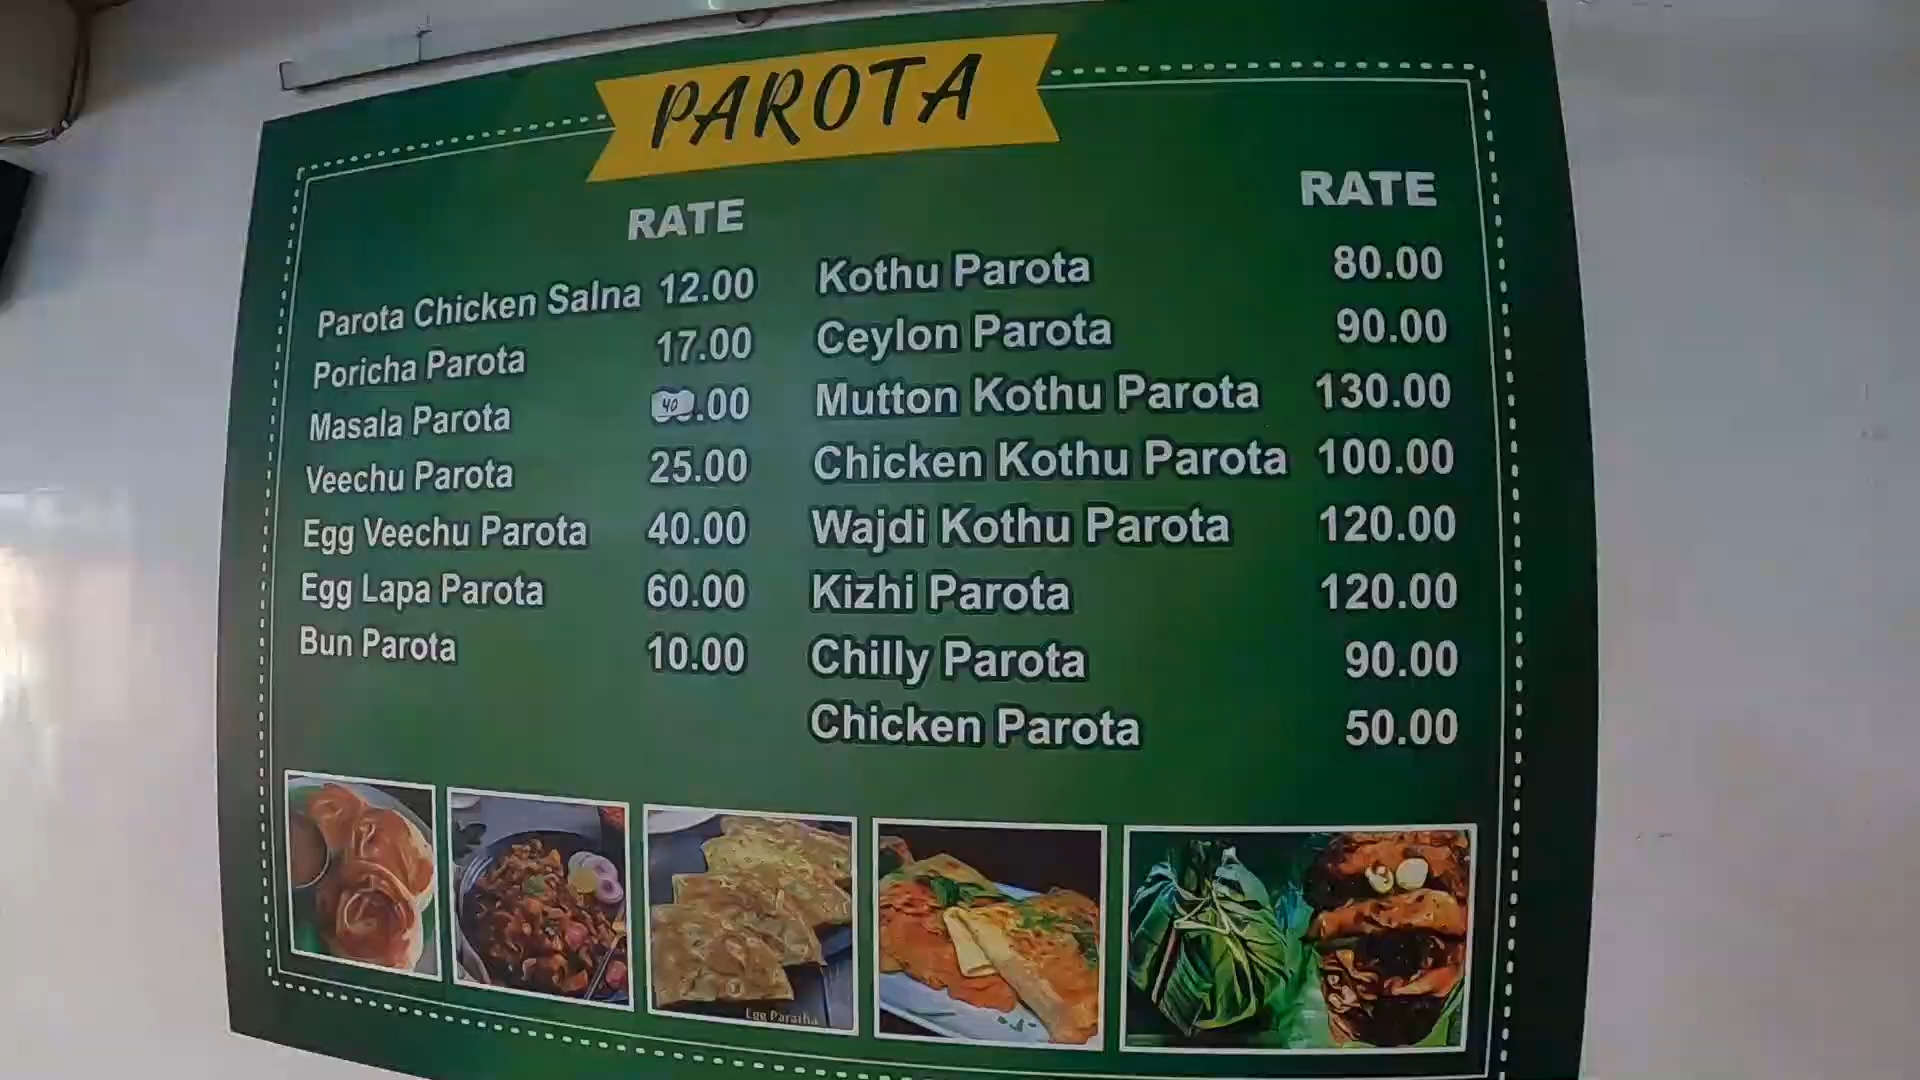 PAROTA
RATE
Parota Chicken Salna 12.00
Poricha Parota 17.00
Masala Parota 40.00
Veechu Parota 25.00
Egg Veechu Parota 40.00
Egg Lapa Parota 60.00
Bun Parota 10.00
RATE
Kothu Parota 80.00
Ceylon Parota 90.00
Mutton Kothu Parota 130.00
Chicken Kothu Parota 100.00
Wajdi Kothu Parota 120.00
Kizhi Parota 120.00
Chilly Parota 90.00
Chicken Parota 50.00
Egg Paratha